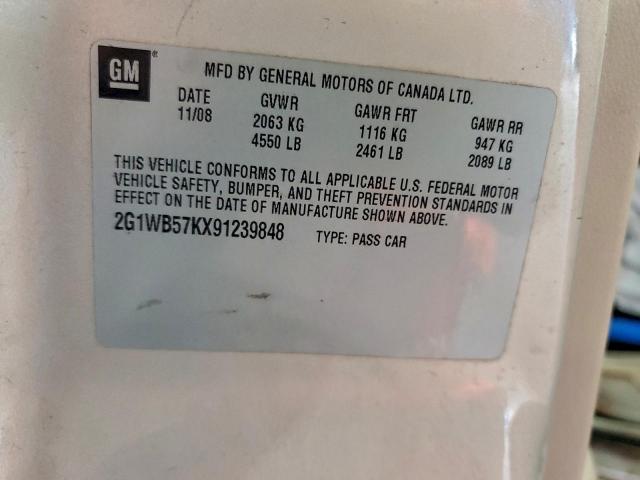 GM®
MFD BY GENERAL MOTORS OF CANADA LTD.
DATE GVWR GAWR FRT GAWR RR
11/08 2063 KG 1116 KG 947 KG
4550 LB 2461 LB 2089 LB
THIS VEHICLE CONFORMS TO ALL APPLICABLE U.S. FEDERAL MOTOR
VEHICLE SAFETY, BUMPER, AND THEFT PREVENTION STANDARDS IN
EFFECT ON THE DATE OF MANUFACTURE SHOWN ABOVE.
2G1WB57KX91239848 TYPE: PASS CAR